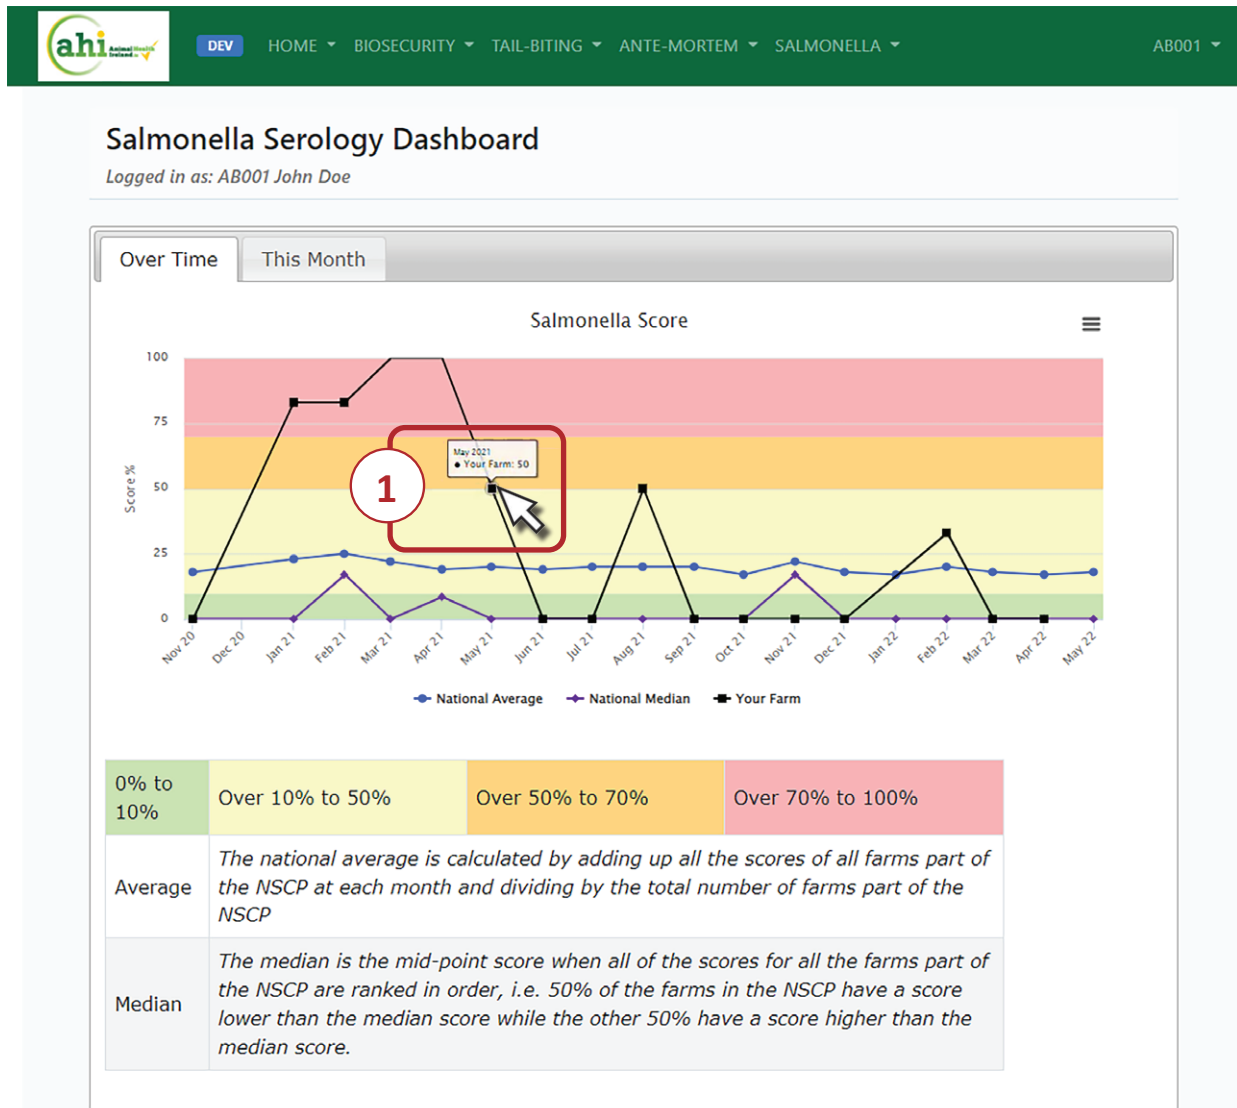 ahi Animal Health
Ireland.ie
DEV HOME BIOSECURITY TAIL-BITING ANTE-MORTEM SALMONELLA AB001
Salmonella Serology Dashboard
Logged in as: AB001 John Doe
Over Time This Month
Salmonella Score
100
75
50
25
0
Score %
May 2021
Your Farm: 50
1
Nov 20 Dec 20 Jan 21 Feb 21 Mar 21 Apr 21 May 21 Jun 21 Jul 21 Aug 21 Sep 21 Oct 21 Nov 21 Dec 21 Jan 22 Feb 22 Mar 22 Apr 22 May 22
National Average National Median Your Farm
0% to
10%
Over 10% to 50% Over 50% to 70% Over 70% to 100%
Average
The national average is calculated by adding up all the scores of all farms part of
the NSCP at each month and dividing by the total number of farms part of the
NSCP
Median
The median is the mid-point score when all of the scores for all the farms part of
the NSCP are ranked in order, i.e. 50% of the farms in the NSCP have a score
lower than the median score while the other 50% have a score higher than the
median score.